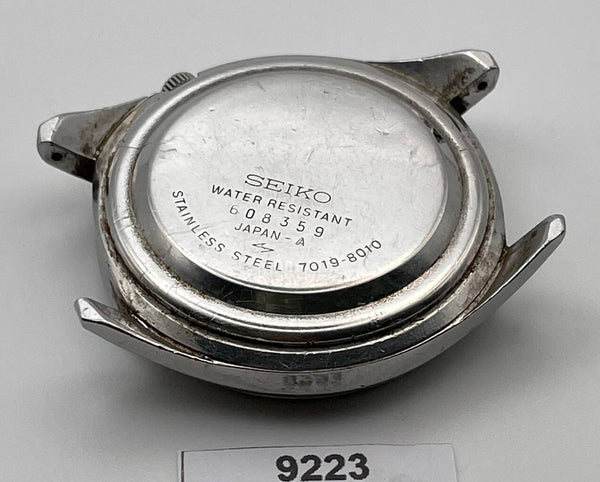 SEIKO
WATER RESISTANT
608359
JAPAN-A
STAINLESS STEEL 7019-8010
9223